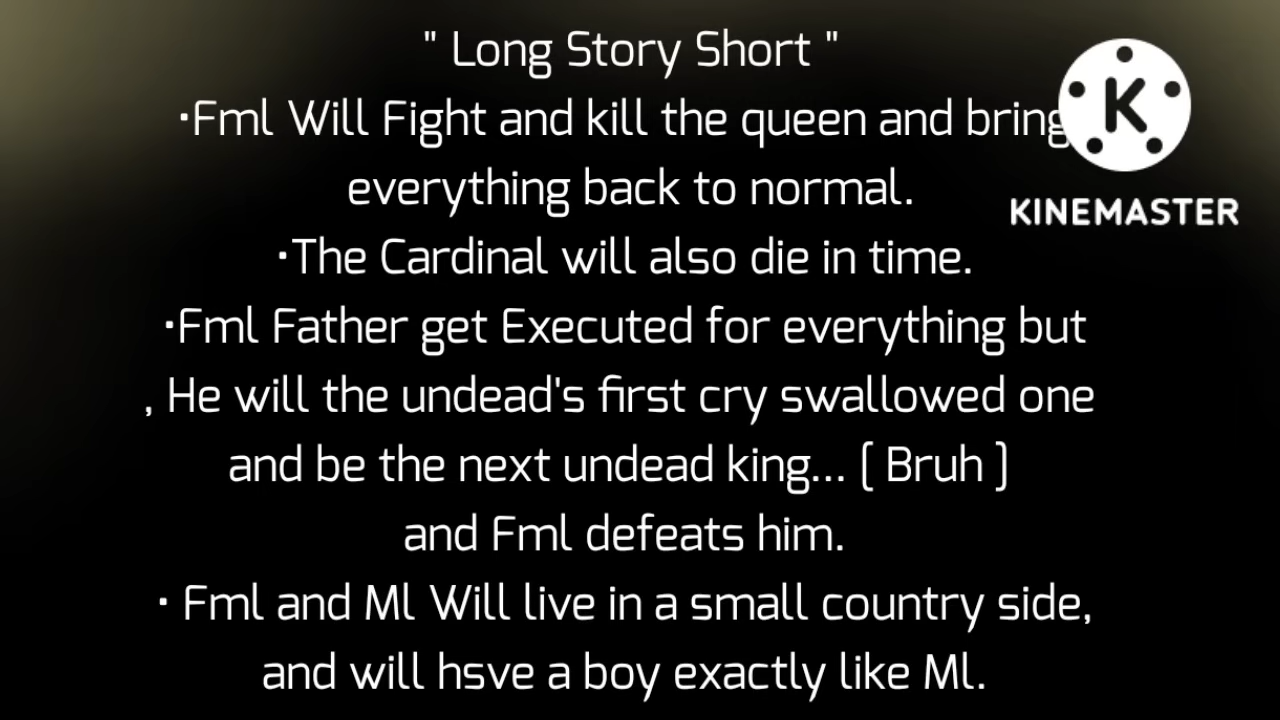 " Long Story Short "
•Fml Will Fight and kill the queen and bring
everything back to normal.
•The Cardinal will also die in time.
•Fml Father get Executed for everything but
, He will the undead's first cry swallowed one
and be the next undead king... [ Bruh ]
and Fml defeats him.
• Fml and Ml Will live in a small country side,
and will hsve a boy exactly like Ml.
K
KINEMASTER